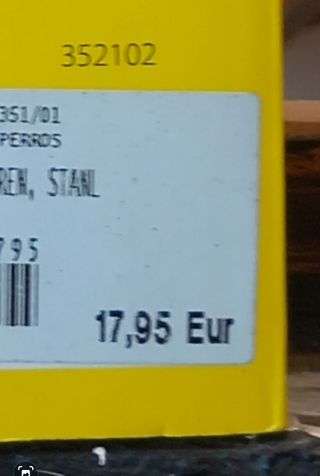 352102
351/01
PERROS
REN, STAHL
795
17,95 Eur